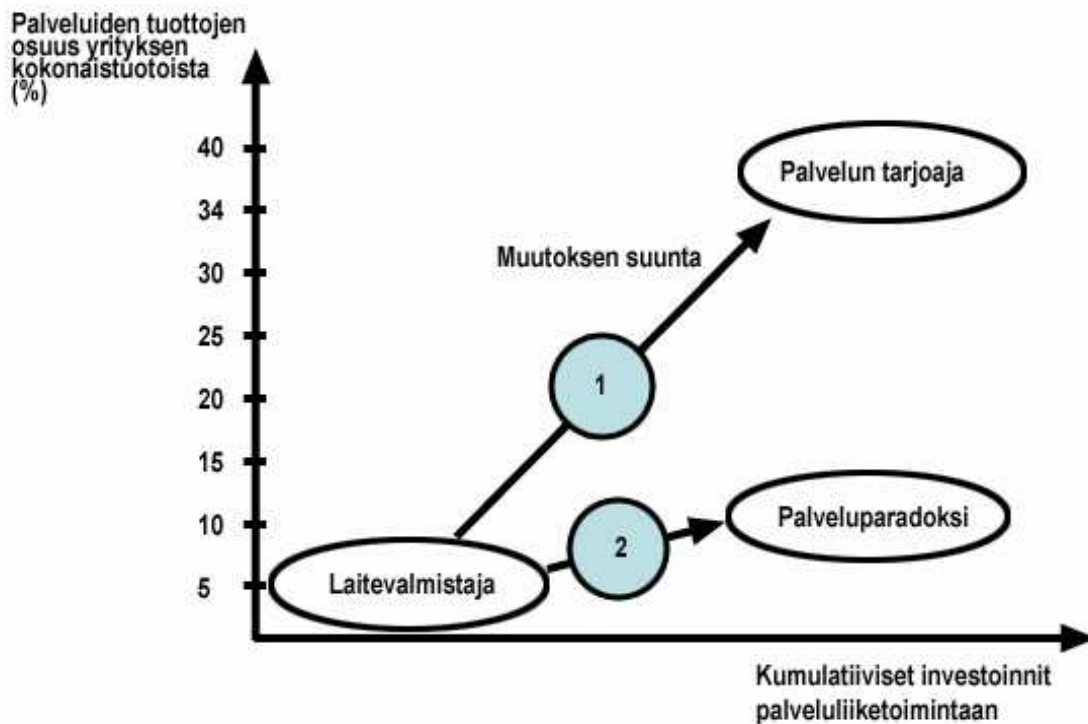 Palveluiden tuottojen
osuus yrityksen
kokonaistuotoista
(%)
40
Palvelun tarjoaja
34
Muutoksen suunta
30
25
1
20
15
10
Palveluparadoksi
2
5
Laitevalmistaja
Kumulatiiviset investoinnit
palveluliiketoimintaan